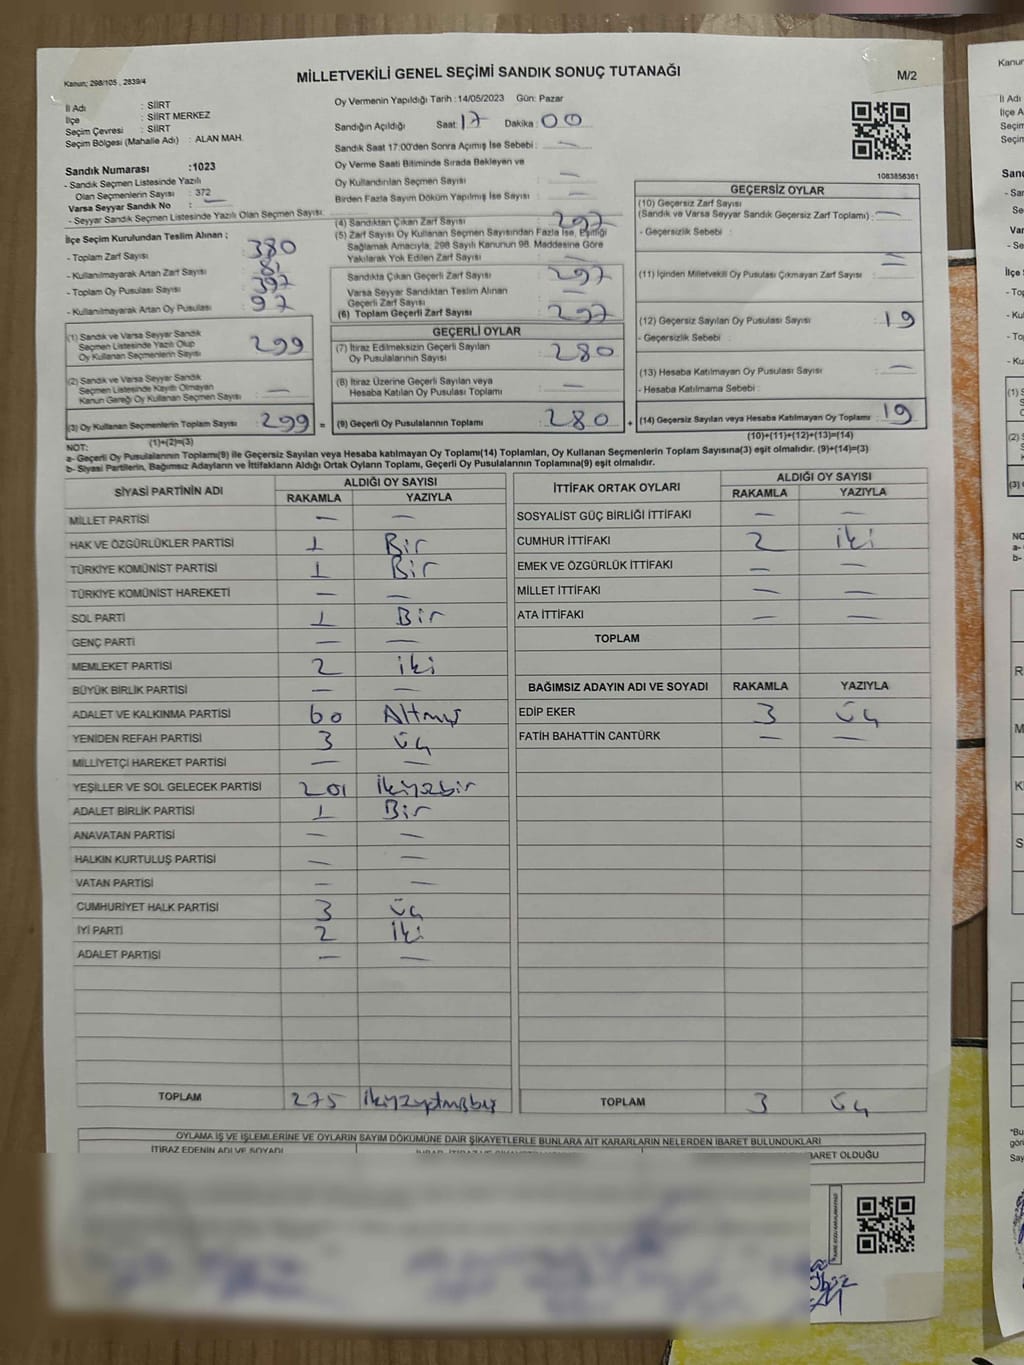 Kanun; 298/105 , 2839/4
MİLLETVEKİLİ GENEL SEÇİMİ SANDIK SONUÇ TUTANAĞI
M/2
İl Adı : SİİRT
İlçe : SİİRT MERKEZ
Seçim Çevresi : SİİRT
Seçim Bölgesi (Mahalle Adı) : ALAN MAH.
Sandık Numarası :1023
- Sandık Seçmen Listesinde Yazılı
Olan Seçmenlerin Sayısı : 372
Varsa Seyyar Sandık No : —
- Seyyar Sandık Seçmen Listesinde Yazılı Olan Seçmen Sayısı
İlçe Seçim Kurulundan Teslim Alınan ;
- Toplam Zarf Sayısı : 380
- Kullanılmayarak Artan Zarf Sayısı :
- Toplam Oy Pusulası Sayısı : 397
- Kullanılmayarak Artan Oy Pusulası : 97
(1) Sandık ve Varsa Seyyar Sandık
Seçmen Listesinde Yazılı Olup
Oy Kullanan Seçmenlerin Sayısı : 299
(2) Sandık ve Varsa Seyyar Sandık
Seçmen Listesinde Kayıtlı Olmayan
Kanun Gereği Oy Kullanan Seçmen Sayısı : —
(3) Oy Kullanan Seçmenlerin Toplam Sayısı : 299 =
(1)+(2)=(3)
Oy Vermenin Yapıldığı Tarih :14/05/2023 Gün: Pazar
Sandığın Açıldığı Saat: 17 Dakika : 00
Sandık Saat 17:00'den Sonra Açımış İse Sebebi : —
Oy Verme Saati Bitiminde Sırada Bekleyen ve
Oy Kullandırılan Seçmen Sayısı : —
Birden Fazla Sayım Döküm Yapılmış İse Sayısı : —
(4) Sandıktan Çıkan Zarf Sayısı : 297
(5) Zarf Sayısı Oy Kullanan Seçmen Sayısından Fazla İse, Eşitliği
Sağlamak Amacıyla; 298 Sayılı Kanunun 98. Maddesine Göre
Yakılarak Yok Edilen Zarf Sayısı : —
Sandıkta Çıkan Geçerli Zarf Sayısı : 297
Varsa Seyyar Sandıktan Teslim Alınan
Geçerli Zarf Sayısı : —
(6) Toplam Geçerli Zarf Sayısı : 297
GEÇERLİ OYLAR
(7) İtiraz Edilmeksizin Geçerli Sayılan
Oy Pusulalarının Sayısı : 280
(8) İtiraz Üzerine Geçerli Sayılan veya
Hesaba Katılan Oy Pusulası Toplamı : —
(9) Geçerli Oy Pusulalarının Toplamı : 280 +
1083856361
GEÇERSİZ OYLAR
(10) Geçersiz Zarf Sayısı
(Sandık ve Varsa Seyyar Sandık Geçersiz Zarf Toplamı) : —
- Geçersizlik Sebebi :
(11) İçinden Milletvekili Oy Pusulası Çıkmayan Zarf Sayısı :
(12) Geçersiz Sayılan Oy Pusulası Sayısı : 19
- Geçersizlik Sebebi :
(13) Hesaba Katılmayan Oy Pusulası Sayısı : —
- Hesaba Katılmama Sebebi :
(14) Geçersiz Sayılan veya Hesaba Katılmayan Oy Toplamı : 19
(10)+(11)+(12)+(13)=(14)
NOT:
a- Geçerli Oy Pusulasının Toplamı(9) ile Geçersiz Sayılan veya Hesaba katılmayan Oy Toplamı(14) Toplamları, Oy Kullanan Seçmenlerin Toplam Sayısına(3) eşit olmalıdır. (9)+(14)=(3)
b- Siyasi Partilerin, Bağımsız Adayların ve İttifakların Aldığı Ortak Oyların Toplamı, Geçerli Oy Pusulalarının Toplamına(9) eşit olmalıdır.
SİYASİ PARTİNİN ADI ALDIĞI OY SAYISI
RAKAMLA YAZIYLA
MİLLET PARTİSİ — —
HAK VE ÖZGÜRLÜKLER PARTİSİ 1 Bir
TÜRKİYE KOMÜNİST PARTİSİ 1 Bir
TÜRKİYE KOMÜNİST HAREKETİ — —
SOL PARTİ 1 Bir
GENÇ PARTİ — —
MEMLEKET PARTİSİ 2 iki
BÜYÜK BİRLİK PARTİSİ — —
ADALET VE KALKINMA PARTİSİ 60 Altmış
YENİDEN REFAH PARTİSİ 3 üç
MİLLİYETÇİ HAREKET PARTİSİ — —
YEŞİLLER VE SOL GELECEK PARTİSİ 201 ikiyüzbir
ADALET BİRLİK PARTİSİ 1 Bir
ANAVATAN PARTİSİ — —
HALKIN KURTULUŞ PARTİSİ — —
VATAN PARTİSİ — —
CUMHURİYET HALK PARTİSİ 3 üç
İYİ PARTİ 2 iki
ADALET PARTİSİ — —
TOPLAM 275 ikiyüzyetmişbeş
İTTİFAK ORTAK OYLARI ALDIĞI OY SAYISI
RAKAMLA YAZIYLA
SOSYALİST GÜÇ BİRLİĞİ İTTİFAKI — —
CUMHUR İTTİFAKI 2 iki
EMEK VE ÖZGÜRLÜK İTTİFAKI — —
MİLLET İTTİFAKI — —
ATA İTTİFAKI — —
TOPLAM
BAĞIMSIZ ADAYIN ADI VE SOYADI RAKAMLA YAZIYLA
EDİP EKER 3 üç
FATİH BAHATTİN CANTÜRK — —
TOPLAM 3 üç
OYLAMA İŞ VE İŞLEMLERİNE VE OYLARIN SAYIM DÖKÜMÜNE DAİR ŞİKAYETLERLE BUNLARA AİT KARARLARIN NELERDEN İBARET BULUNDUKLARI
İTİRAZ EDENİN ADI VE SOYADI
BARET OLDUĞU